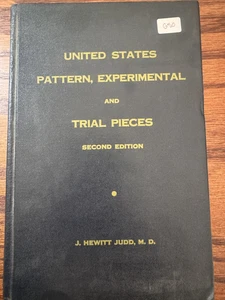 UNITED STATES
PATTERN, EXPERIMENTAL
AND
TRIAL PIECES
SECOND EDITION
J. HEWITT JUDD, M. D.